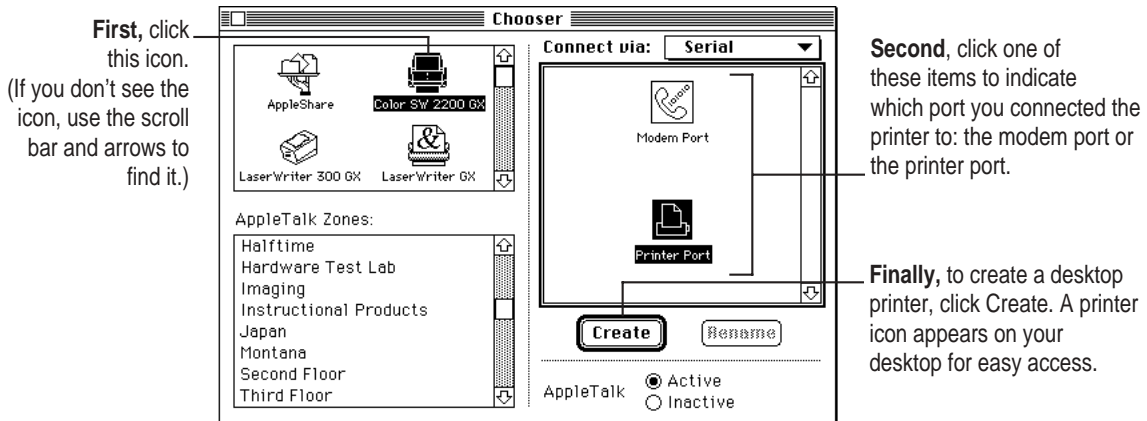 First, click
this icon.
(If you don't see the
icon, use the scroll
bar and arrows to
find it.)
Chooser
AppleShare
Color SW 2200 GX
LaserWriter 300 GX
LaserWriter GX
AppleTalk Zones:
Halftime
Hardware Test Lab
Imaging
Instructional Products
Japan
Montana
Second Floor
Third Floor
Connect via: Serial
Modem Port
Printer Port
Create
Rename
AppleTalk
Active
Inactive
Second, click one of
these items to indicate
which port you connected the
printer to: the modem port or
the printer port.
Finally, to create a desktop
printer, click Create. A printer
icon appears on your
desktop for easy access.